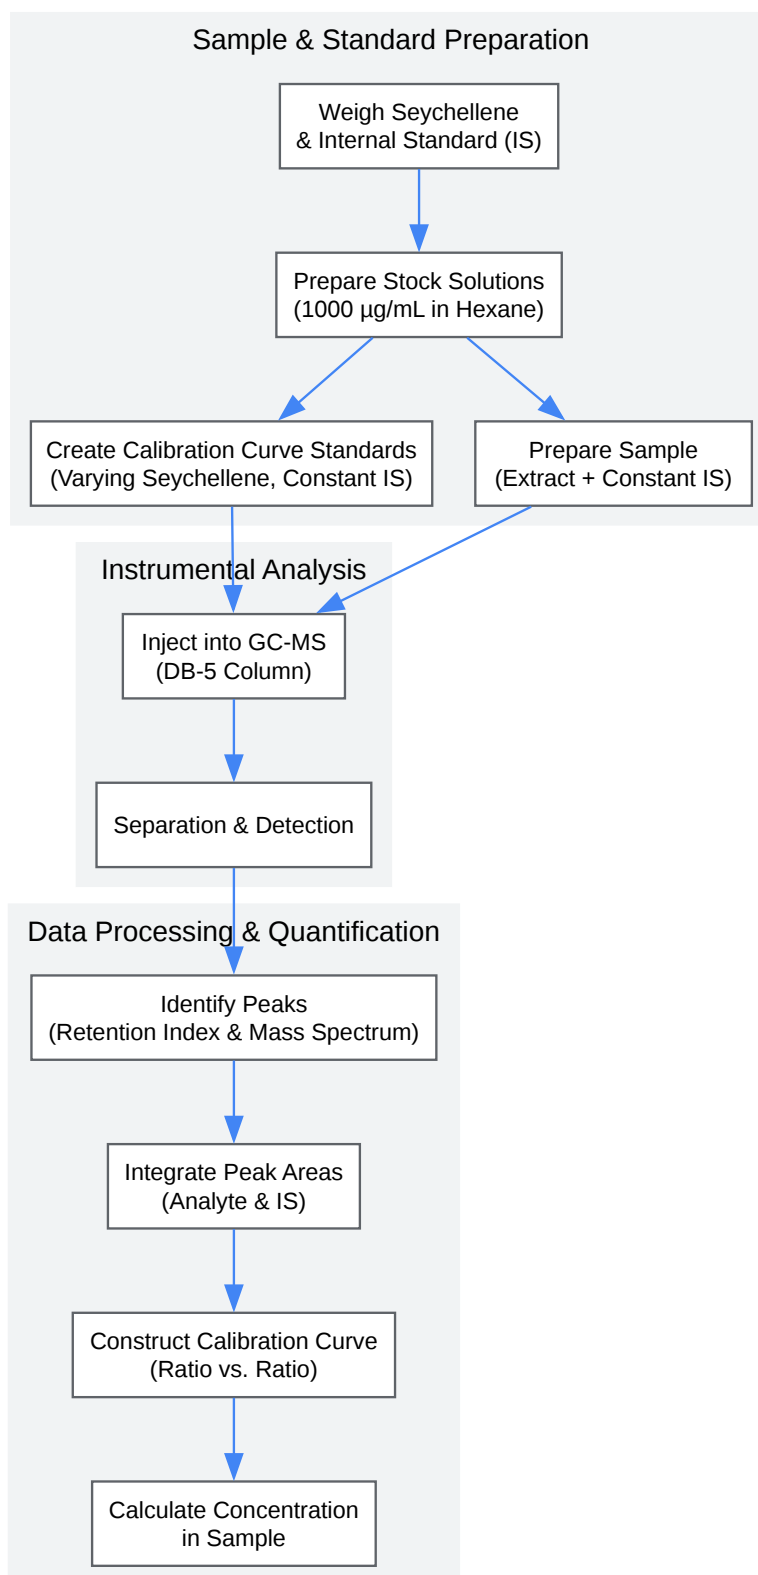 Sample & Standard Preparation
Weigh Seychellene
& Internal Standard (IS)
Prepare Stock Solutions
(1000 µg/mL in Hexane)
Create Calibration Curve Standards
(Varying Seychellene, Constant IS)
Prepare Sample
(Extract + Constant IS)
Instrumental Analysis
Inject into GC-MS
(DB-5 Column)
Separation & Detection
Data Processing & Quantification
Identify Peaks
(Retention Index & Mass Spectrum)
Integrate Peak Areas
(Analyte & IS)
Construct Calibration Curve
(Ratio vs. Ratio)
Calculate Concentration
in Sample